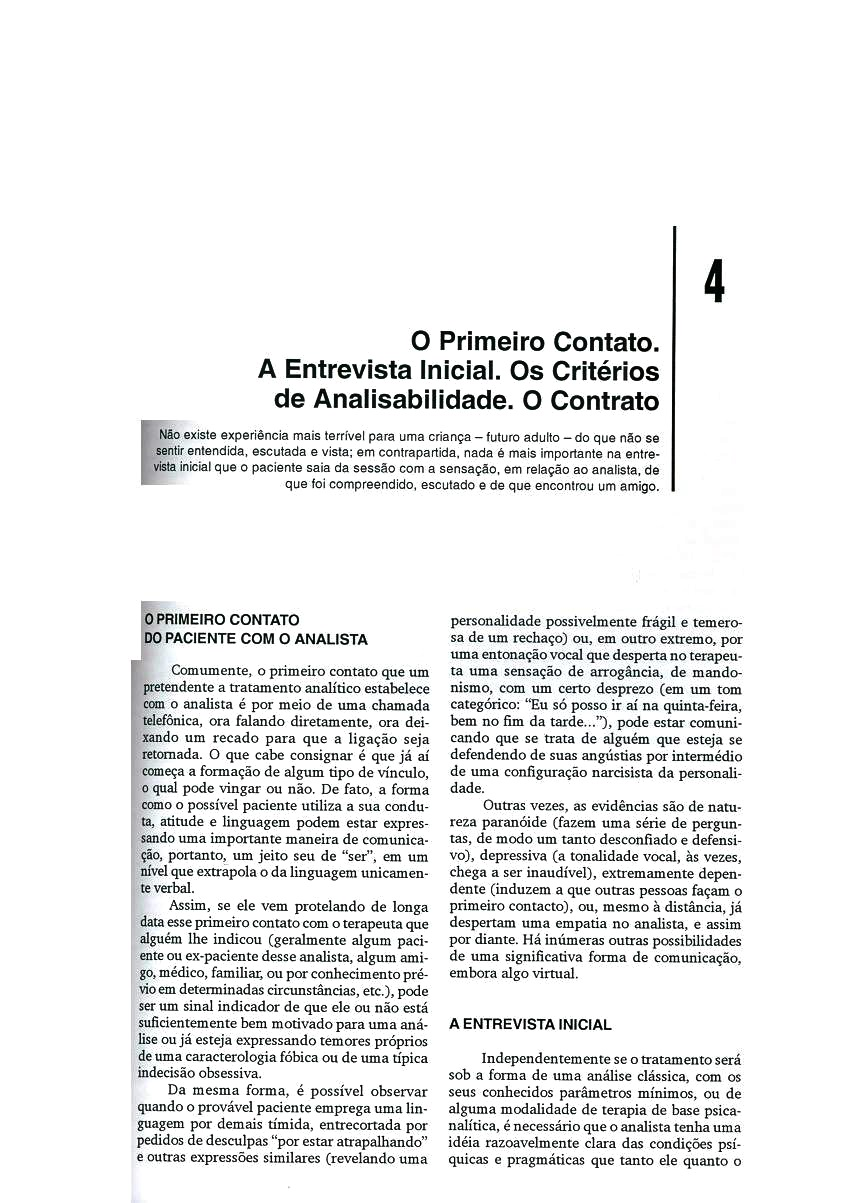 4
O Primeiro Contato.
A Entrevista Inicial. Os Critérios
de Analisabilidade. O Contrato
Não existe experiência mais terrível para uma criança – futuro adulto – do que não se
sentir entendida, escutada e vista; em contrapartida, nada é mais importante na entre-
vista inicial que o paciente saia da sessão com a sensação, em relação ao analista, de
que foi compreendido, escutado e de que encontrou um amigo.
O PRIMEIRO CONTATO
DO PACIENTE COM O ANALISTA
Comumente, o primeiro contato que um
pretendente a tratamento analítico estabelece
com o analista é por meio de uma chamada
telefônica, ora falando diretamente, ora dei-
xando um recado para que a ligação seja
retornada. O que cabe consignar é que já aí
começa a formação de algum tipo de vínculo,
o qual pode vingar ou não. De fato, a forma
como o possível paciente utiliza a sua condu-
ta, atitude e linguagem podem estar expres-
sando uma importante maneira de comunica-
ção, portanto, um jeito seu de “ser”, em um
nível que extrapola o da linguagem unicamen-
te verbal.
Assim, se ele vem protelando de longa
data esse primeiro contato com o terapeuta que
alguém lhe indicou (geralmente algum paci-
ente ou ex-paciente desse analista, algum ami-
go, médico, familiar, ou por conhecimento pré-
vio em determinadas circunstâncias, etc.), pode
ser um sinal indicador de que ele ou não está
suficientemente bem motivado para uma aná-
lise ou já esteja expressando temores próprios
de uma caracterologia fóbica ou de uma típica
indecisão obsessiva.
Da mesma forma, é possível observar
quando o provável paciente emprega uma lin-
guagem por demais tímida, entrecortada por
pedidos de desculpas “por estar atrapalhando”
e outras expressões similares (revelando uma
personalidade possivelmente frágil e temero-
sa de um rechaço) ou, em outro extremo, por
uma entonação vocal que desperta no terapeu-
ta uma sensação de arrogância, de mando-
nismo, com um certo desprezo (em um tom
categórico: “Eu só posso ir aí na quinta-feira,
bem no fim da tarde...”), pode estar comuni-
cando que se trata de alguém que esteja se
defendendo de suas angústias por intermédio
de uma configuração narcisista da personali-
dade.
Outras vezes, as evidências são de natu-
reza paranóide (fazem uma série de pergun-
tas, de modo um tanto desconfiado e defensi-
vo), depressiva (a tonalidade vocal, às vezes,
chega a ser inaudível), extremamente depen-
dente (induzem a que outras pessoas façam o
primeiro contacto), ou, mesmo à distância, já
despertam uma empatia no analista, e assim
por diante. Há inúmeras outras possibilidades
de uma significativa forma de comunicação,
embora algo virtual.
A ENTREVISTA INICIAL
Independentemente se o tratamento será
sob a forma de uma análise clássica, com os
seus conhecidos parâmetros mínimos, ou de
alguma modalidade de terapia de base psica-
nalítica, é necessário que o analista tenha uma
idéia razoavelmente clara das condições psí-
quicas e pragmáticas que tanto ele quanto o